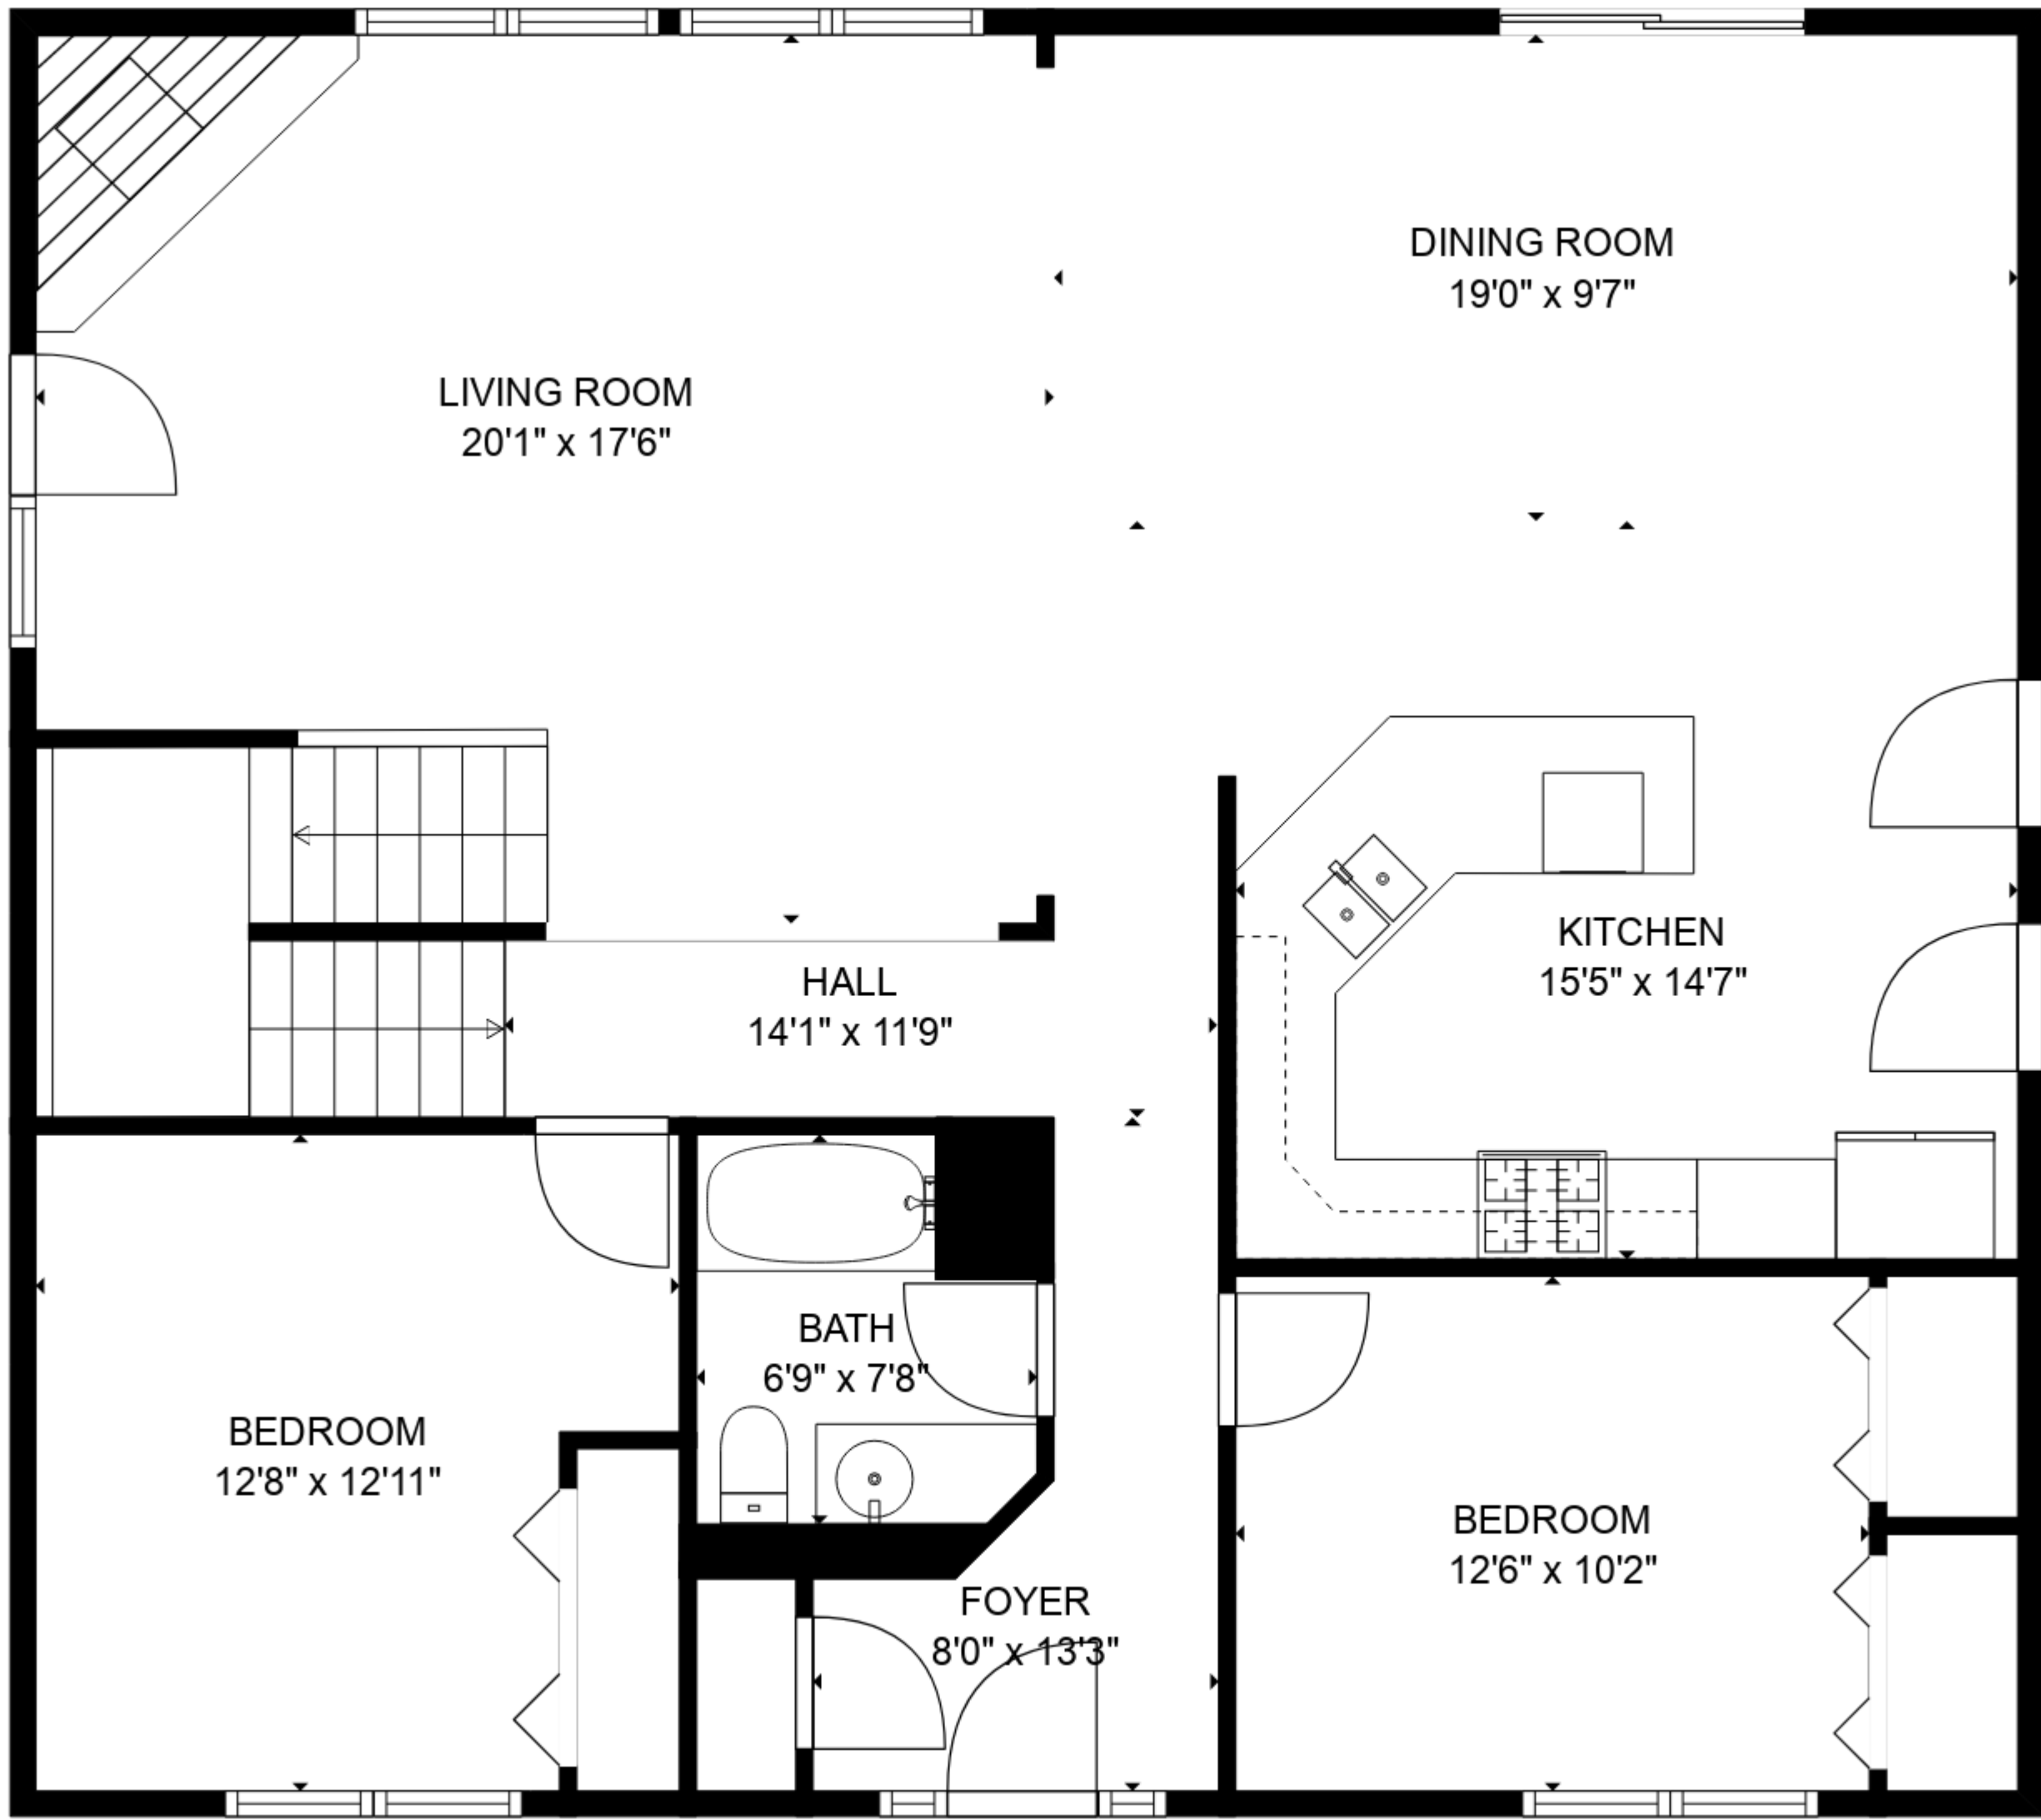 DINING ROOM
19'0" x 9'7"
LIVING ROOM
20'1" x 17'6"
KITCHEN
15'5" x 14'7"
HALL
14'1" x 11'9"
BATH
6'9" x 7'8"
BEDROOM
12'8" x 12'11"
BEDROOM
12'6" x 10'2"
FOYER
8'0" x 13'3"